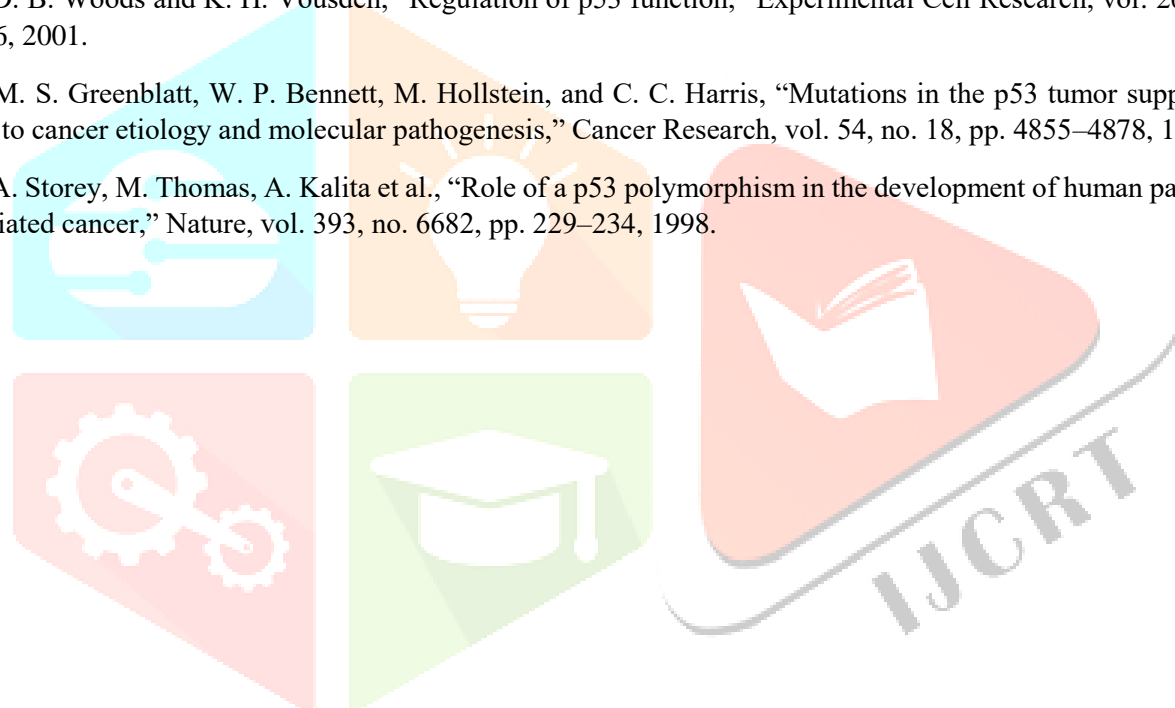 D. B. Woods and K. H. Vousden, “Regulation of p53 function,” Experimental Cell Research, vol. 2
6, 2001.
M. S. Greenblatt, W. P. Bennett, M. Hollstein, and C. C. Harris, “Mutations in the p53 tumor supp
to cancer etiology and molecular pathogenesis,” Cancer Research, vol. 54, no. 18, pp. 4855–4878, 1
A. Storey, M. Thomas, A. Kalita et al., “Role of a p53 polymorphism in the development of human pa
iated cancer,” Nature, vol. 393, no. 6682, pp. 229–234, 1998.
IJCRT